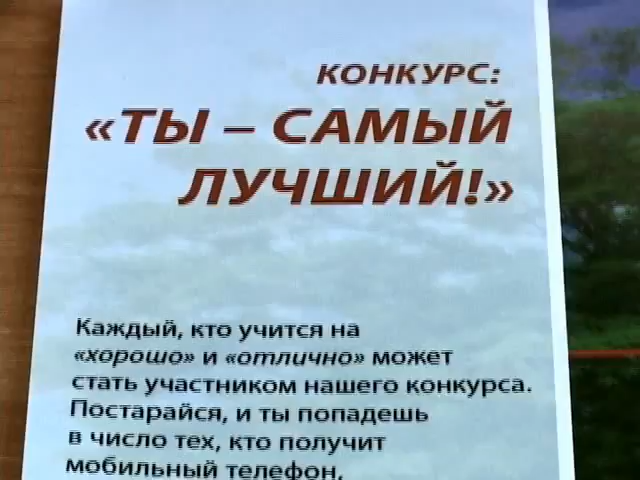 КОНКУРС:
«ТЫ – САМЫЙ
ЛУЧШИЙ!»
Каждый, кто учится на
«хорошо» и «отлично» может
стать участником нашего конкурса.
Постарайся, и ты попадешь
в число тех, кто получит
мобильный телефон,